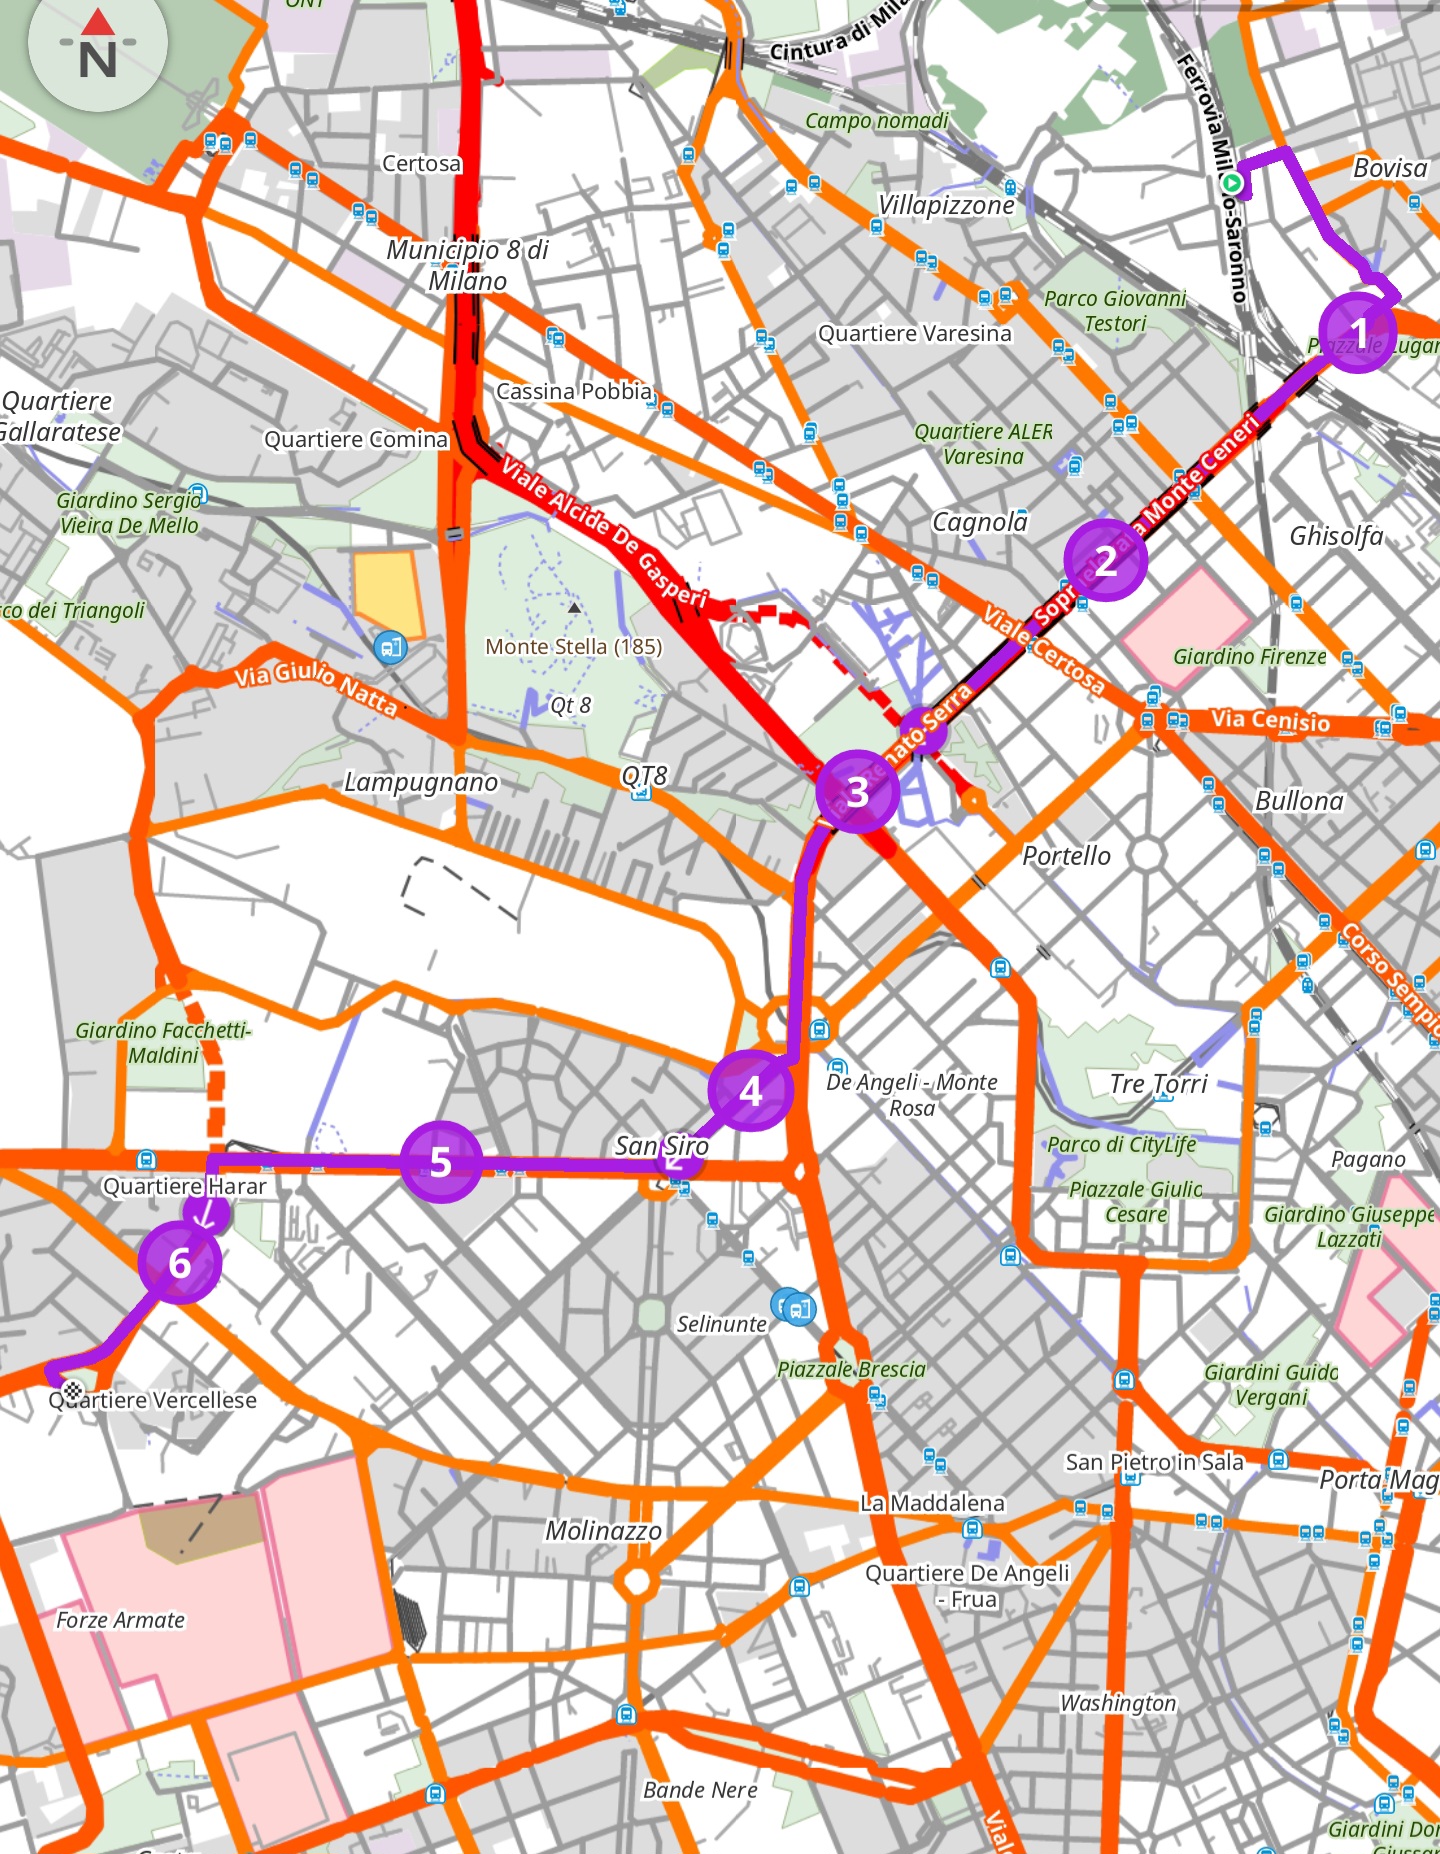 ONT
N
Cintura di Mila
Ferrovia Milano-Saronno
Campo nomadi
Certosa
Bovisa
Villapizzone
Municipio 8 di
Milano
Parco Giovanni
Testori
Quartiere Varesina
1
Piazzale Lugan
Cassina Pobbia
Quartiere
Gallaratese
Quartiere Comina
Quartiere ALER
Varesina
Monte Ceneri
Viale Alcide De Gasperi
Giardino Sergio
Vieira De Mello
Cagnola
Ghisolfa
2
Sopr
co dei Triangoli
Viale Certosa
Monte Stella (185)
Giardino Firenze
Via Giulio Natta
Qt 8
Via Cenisio
nato Serra
Lampugnano
QT8
3
Bullona
Portello
Corso Sempio
Giardino Facchetti-
Maldini
4
De Angeli - Monte
Rosa
Tre Torri
San Siro
Parco di CityLife
5
Pagano
Quartiere Harar
Piazzale Giulio
Cesare
Giardino Giuseppe
Lazzati
6
Selinunte
Piazzale Brescia
Giardini Guido
Vergani
Quartiere Vercellese
San Pietro in Sala
Porta Mag
La Maddalena
Molinazzo
Quartiere De Angeli
- Frua
Forze Armate
Washington
Bande Nere
Viale
Giardini Don